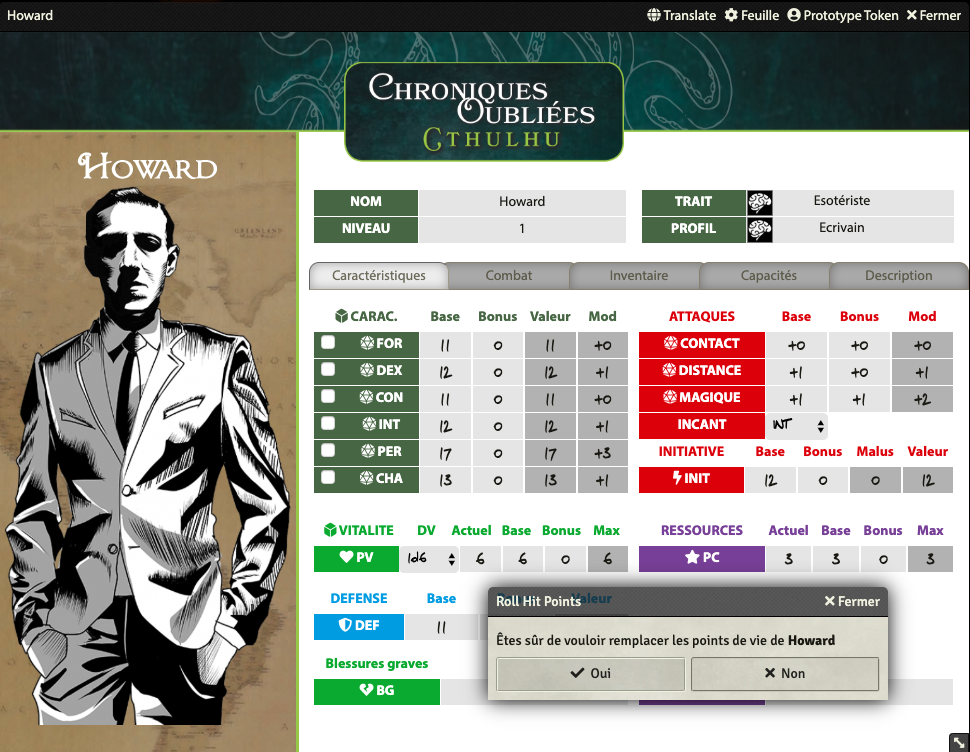 Howard Translate Feuille Prototype Token Fermer
CHRONIQUES
OUBLIÉES
CTHULHU
HOWARD
GREENLAND
NOM Howard TRAIT Esotériste
NIVEAU 1 PROFIL Ecrivain
Caractéristiques Combat Inventaire Capacités Description
CARAC. Base Bonus Valeur Mod ATTAQUES Base Bonus Mod
FOR 11 0 11 +0 CONTACT +0 +0 +0
DEX 12 0 12 +1 DISTANCE +1 +0 +1
CON 11 0 11 +0 MAGIQUE +1 +1 +2
INT 12 0 12 +1 INCANT INT
PER 17 0 17 +3 INITIATIVE Base Bonus Malus Valeur
CHA 13 0 13 +1 INIT 12 0 0 12
VITALITE DV Actuel Base Bonus Max RESSOURCES Actuel Base Bonus Max
PV 1d6 6 6 0 6 PC 3 3 0 3
DEFENSE Base Valeur
DEF 11
Blessures graves
BG
Roll Hit Points Fermer
Êtes sûr de vouloir remplacer les points de vie de Howard
Oui Non